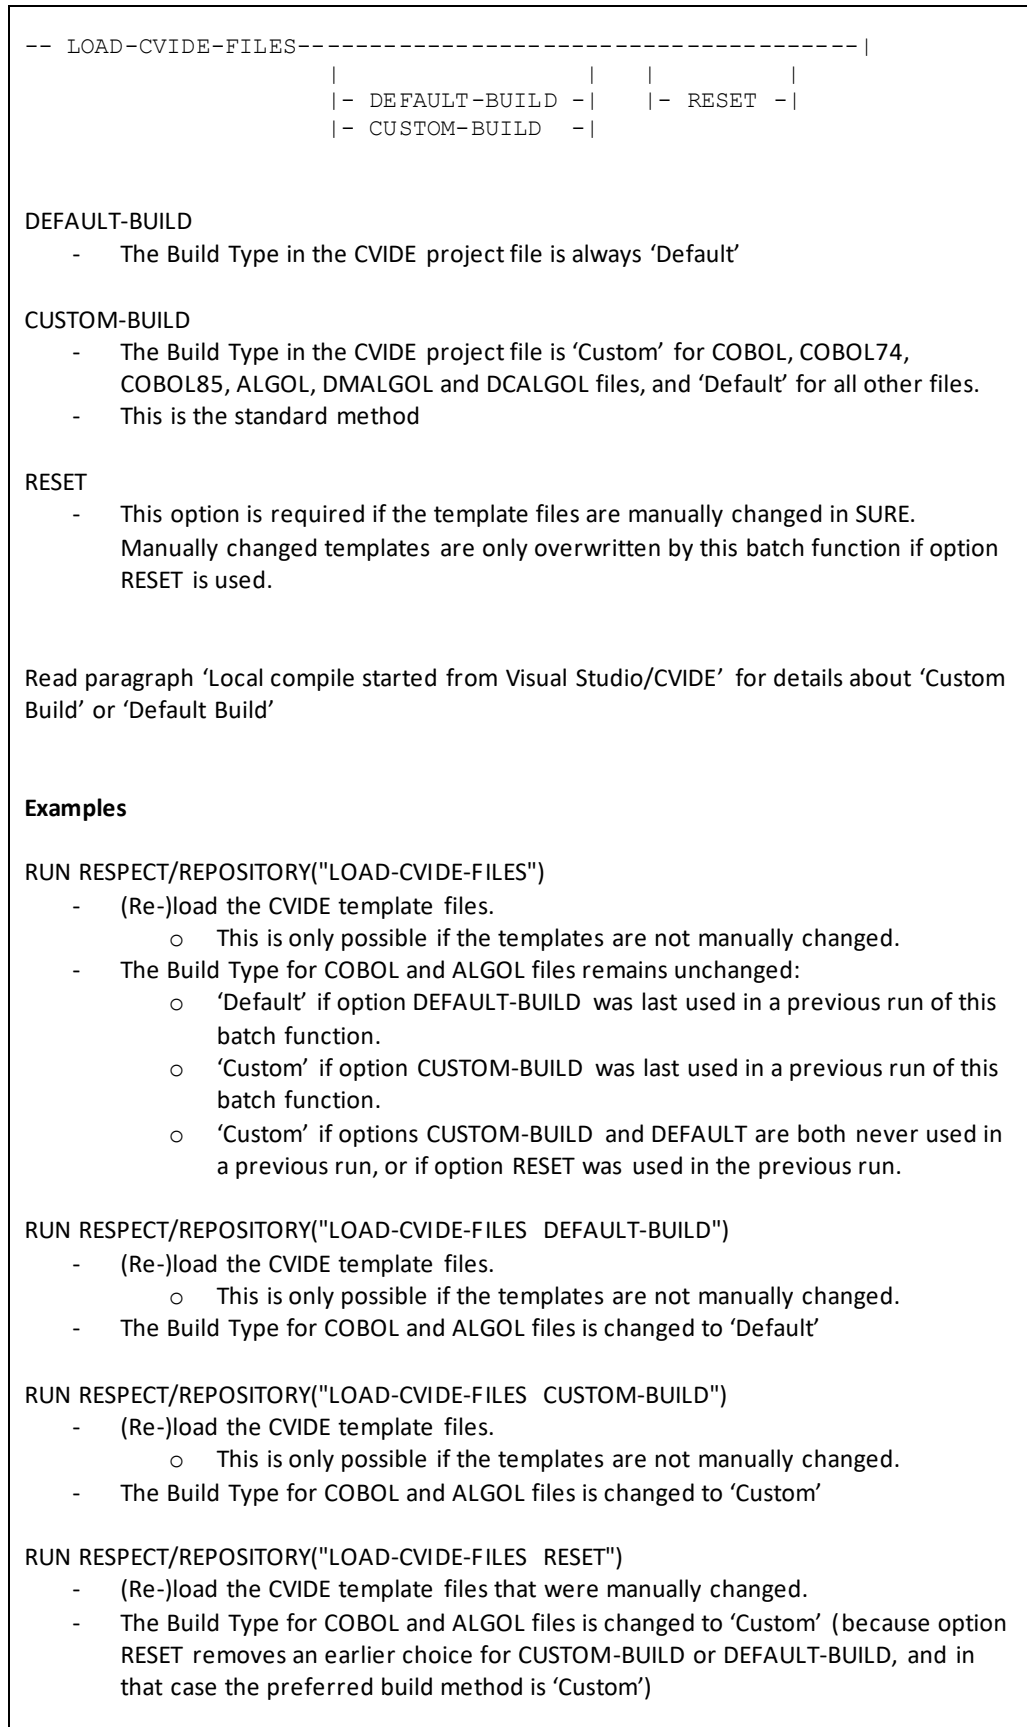 -- LOAD-CVIDE-FILES---------------------------------------|
|                 |   |         |
|- DEFAULT-BUILD -|   |- RESET -|
|- CUSTOM-BUILD  -|
DEFAULT-BUILD
- The Build Type in the CVIDE project file is always ‘Default’
CUSTOM-BUILD
- The Build Type in the CVIDE project file is ‘Custom’ for COBOL, COBOL74,
COBOL85, ALGOL, DMALGOL and DCALGOL files, and ‘Default’ for all other files.
- This is the standard method
RESET
- This option is required if the template files are manually changed in SURE.
Manually changed templates are only overwritten by this batch function if option
RESET is used.
Read paragraph ‘Local compile started from Visual Studio/CVIDE’ for details about ‘Custom
Build’ or ‘Default Build’
Examples
RUN RESPECT/REPOSITORY("LOAD-CVIDE-FILES")
- (Re-)load the CVIDE template files.
o This is only possible if the templates are not manually changed.
- The Build Type for COBOL and ALGOL files remains unchanged:
o ‘Default’ if option DEFAULT-BUILD was last used in a previous run of this
batch function.
o ‘Custom’ if option CUSTOM-BUILD was last used in a previous run of this
batch function.
o ‘Custom’ if options CUSTOM-BUILD and DEFAULT are both never used in
a previous run, or if option RESET was used in the previous run.
RUN RESPECT/REPOSITORY("LOAD-CVIDE-FILES DEFAULT-BUILD")
- (Re-)load the CVIDE template files.
o This is only possible if the templates are not manually changed.
- The Build Type for COBOL and ALGOL files is changed to ‘Default’
RUN RESPECT/REPOSITORY("LOAD-CVIDE-FILES CUSTOM-BUILD")
- (Re-)load the CVIDE template files.
o This is only possible if the templates are not manually changed.
- The Build Type for COBOL and ALGOL files is changed to ‘Custom’
RUN RESPECT/REPOSITORY("LOAD-CVIDE-FILES RESET")
- (Re-)load the CVIDE template files that were manually changed.
- The Build Type for COBOL and ALGOL files is changed to ‘Custom’ (because option
RESET removes an earlier choice for CUSTOM-BUILD or DEFAULT-BUILD, and in
that case the preferred build method is ‘Custom’)